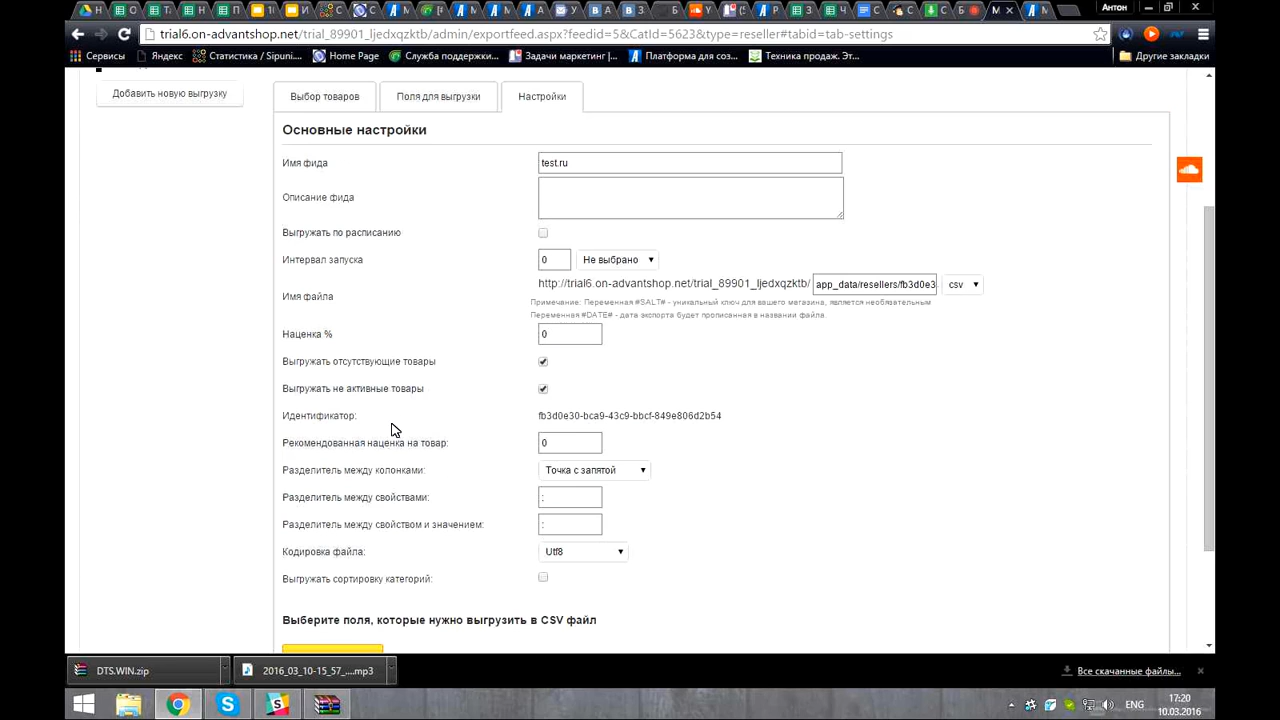 Антон
trial6.on-advantshop.net/trial_89901_ljedxqzktb/admin/exportfeed.aspx?feedid=5&CatId=5623&type=reseller#tabid=tab-settings
Сервисы Яндекс Статистика / Sipuni... Home Page Служба поддержки... Задачи маркетинг |... Платформа для соз... Техника продаж. Эт... Другие закладки
Добавить новую выгрузку
Выбор товаров Поля для выгрузки Настройки
Основные настройки
Имя фида test.ru
Описание фида
Выгружать по расписанию
Интервал запуска 0 Не выбрано
Имя файла http://trial6.on-advantshop.net/trial_89901_ljedxqzktb/ app_data/resellers/fb3d0e3 csv
Примечание: Переменная #SALT# - уникальный ключ для вашего магазина, является необязательным
Переменная #DATE# - дата экспорта будет прописанная в названии файла.
Наценка % 0
Выгружать отсутствующие товары
Выгружать не активные товары
Идентификатор: fb3d0e30-bca9-43c9-bbcf-849e806d2b54
Рекомендованная наценка на товар: 0
Разделитель между колонками: Точка с запятой
Разделитель между свойствами: ;
Разделитель между свойством и значением: :
Кодировка файла: Utf8
Выгружать сортировку категорий:
Выберите поля, которые нужно выгрузить в CSV файл
DTS.WIN.zip 2016_03_10-15_57_....mp3 Все скачанные файлы...
ENG 17:20
10.03.2016